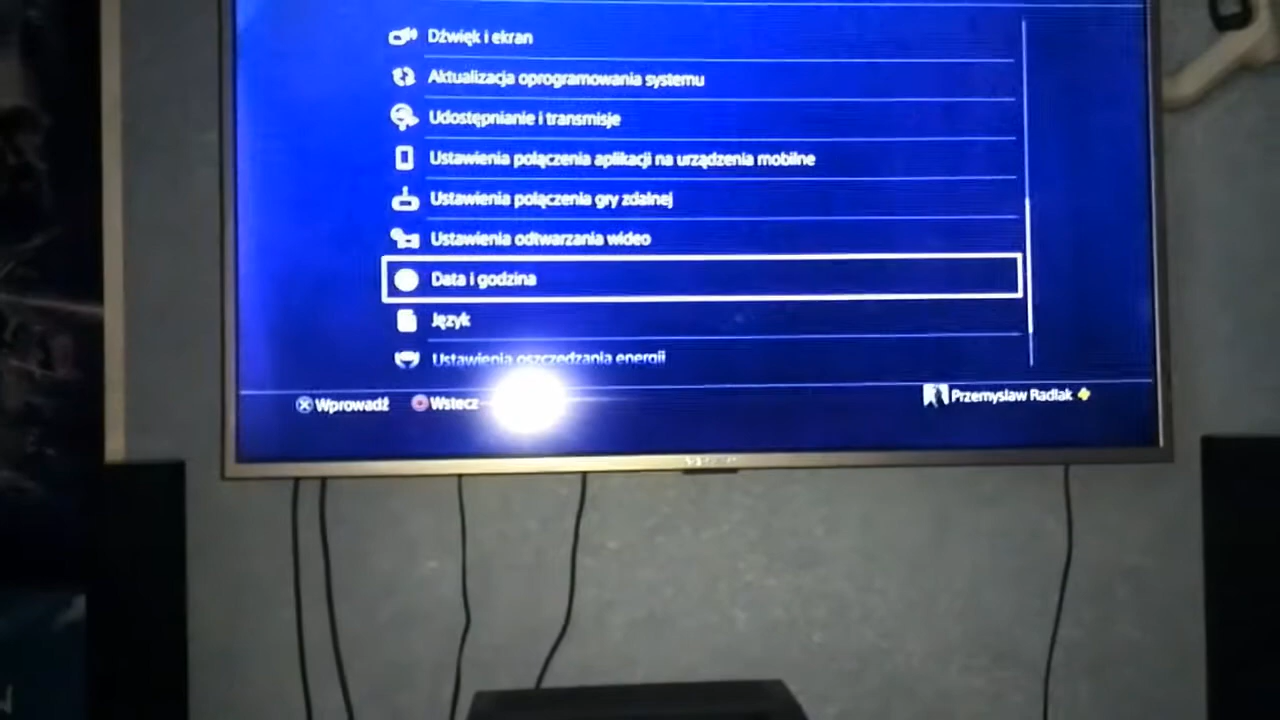 Dźwięk i ekran
Aktualizacja oprogramowania systemu
Udostępnianie i transmisje
Ustawienia połączenia aplikacji na urządzenia mobilne
Ustawienia połączenia gry zdalnej
Ustawienia odtwarzania wideo
Data i godzina
Język
Ustawienia oszczędzania energii
Wprowadź Wstecz
Przemyslaw Radlak